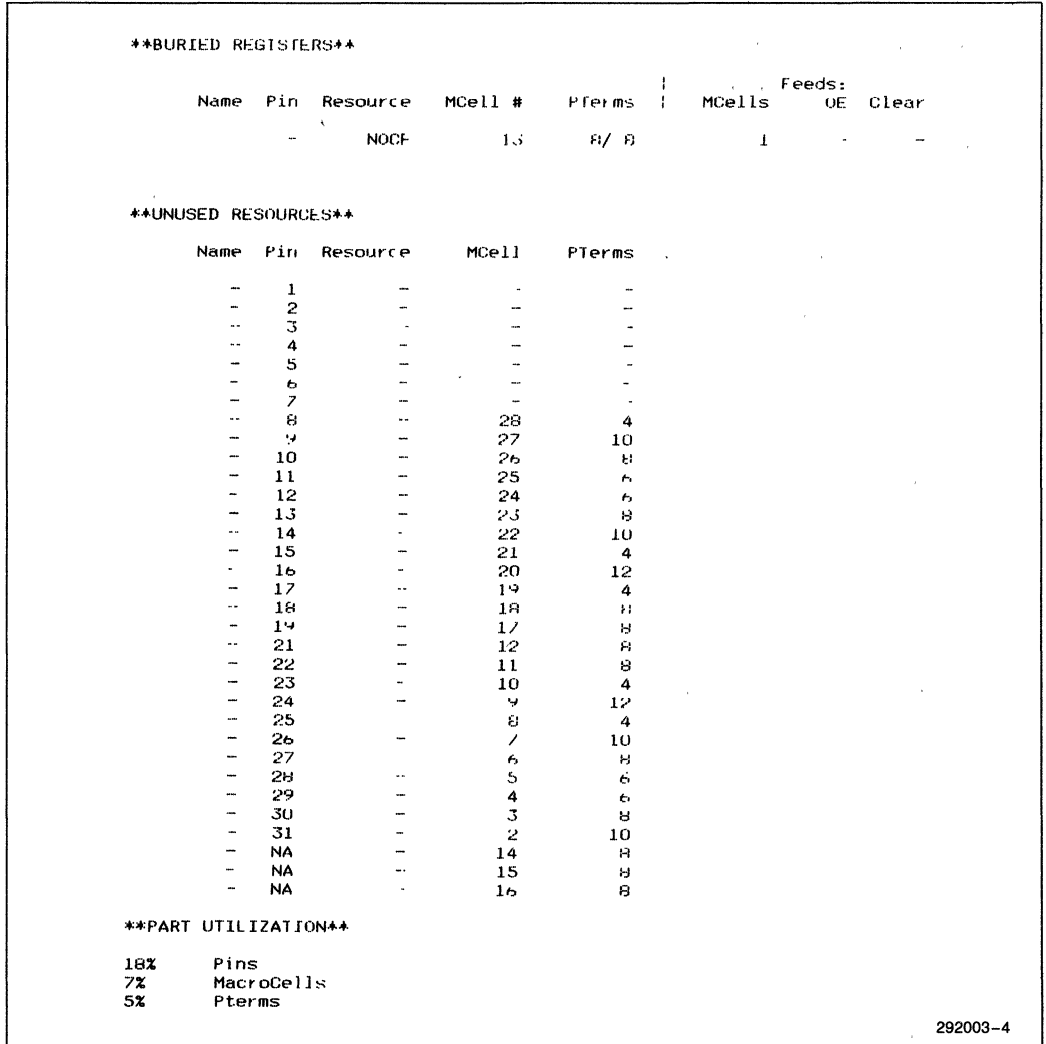 **BURIED REGISTERS**
| Feeds:
Name Pin Resource MCell # PTerms | MCells OE Clear
- NOCF 13 8/ 8 1 - -
**UNUSED RESOURCES**
Name Pin Resource MCell PTerms
- 1 - - -
- 2 - - -
- 3 - - -
- 4 - - -
- 5 - - -
- 6 - - -
- 7 - - -
- 8 - 28 4
- 9 - 27 10
- 10 - 26 8
- 11 - 25 6
- 12 - 24 6
- 13 - 23 8
- 14 - 22 10
- 15 - 21 4
- 16 - 20 12
- 17 - 19 4
- 18 - 18 8
- 19 - 17 8
- 21 - 12 8
- 22 - 11 8
- 23 - 10 4
- 24 - 9 12
- 25 8 4
- 26 - 7 10
- 27 6 8
- 28 - 5 6
- 29 - 4 6
- 30 - 3 8
- 31 - 2 10
- NA - 14 8
- NA - 15 8
- NA - 16 8
**PART UTILIZATION**
18% Pins
7% MacroCells
5% Pterms
292003-4